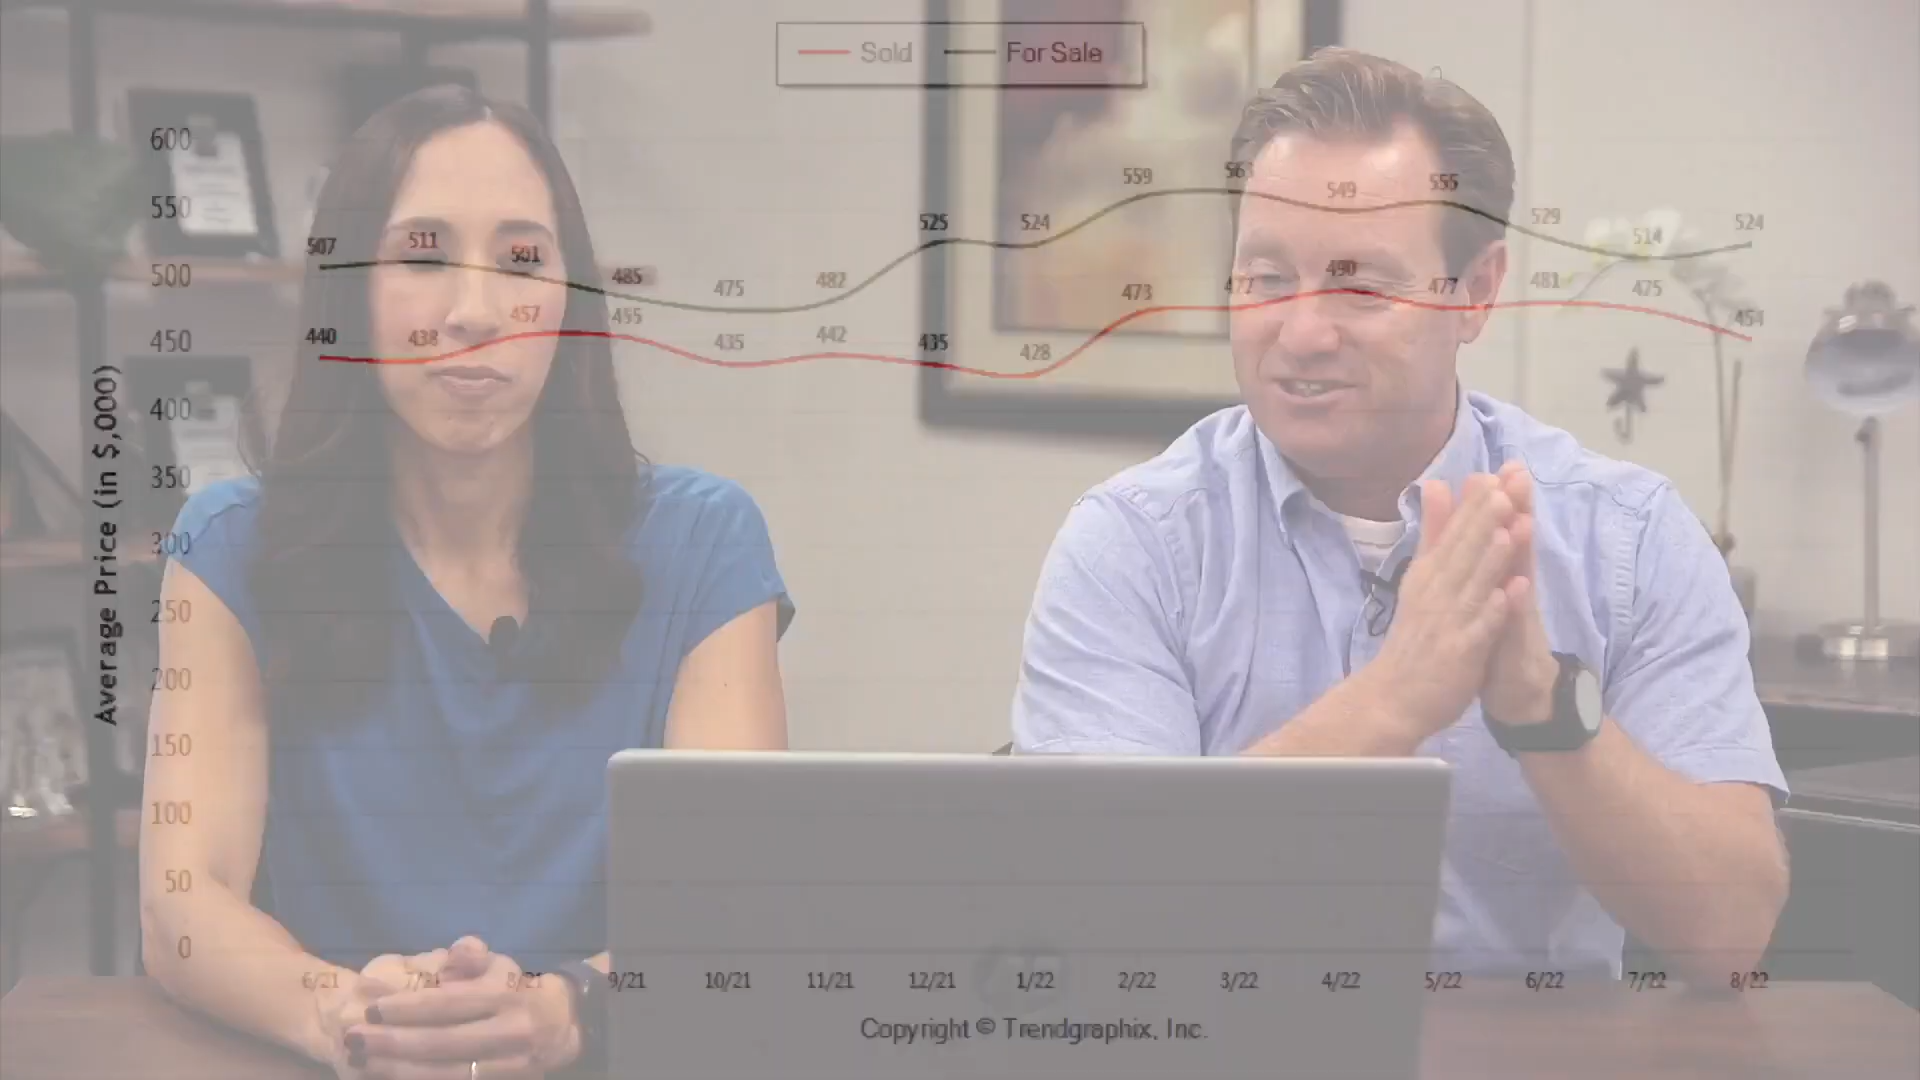 Sold For Sale
600
550
500
450
400
350
300
250
200
150
100
50
0
Average Price (in $,000)
507 511 501 485 475 482 525 524 559 563 549 555 529 514 524
440 438 457 455 435 442 435 428 473 477 490 477 481 475 454
6/21 7/21 8/21 9/21 10/21 11/21 12/21 1/22 2/22 3/22 4/22 5/22 6/22 7/22 8/22
Copyright © Trendgraphix, Inc.